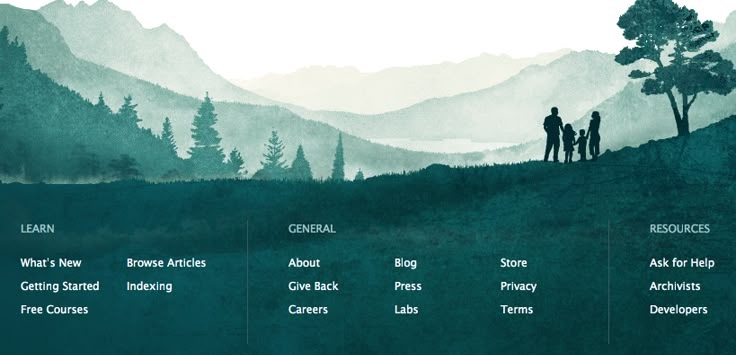 LEARN
What's New
Getting Started
Free Courses
Browse Articles
Indexing
GENERAL
About
Give Back
Careers
Blog
Press
Labs
Store
Privacy
Terms
RESOURCES
Ask for Help
Archivists
Developers